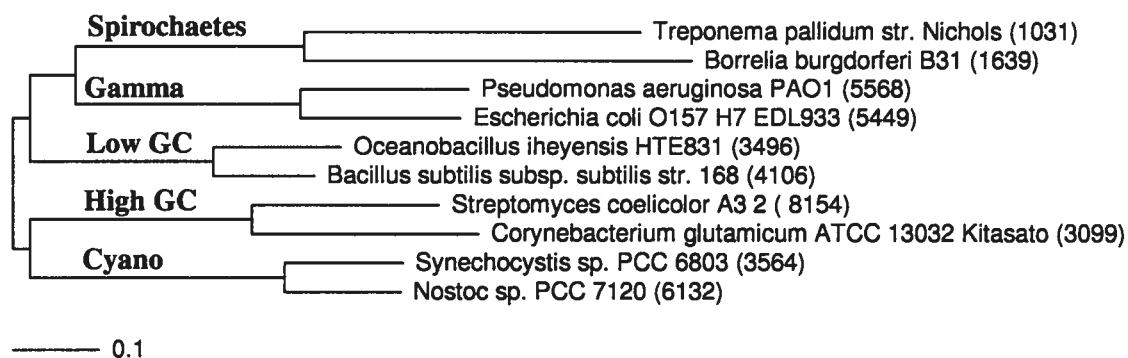 Spirochaetes
Treponema pallidum str. Nichols (1031)
Borrelia burgdorferi B31 (1639)
Gamma
Pseudomonas aeruginosa PAO1 (5568)
Escherichia coli O157 H7 EDL933 (5449)
Low GC
Oceanobacillus iheyensis HTE831 (3496)
Bacillus subtilis subsp. subtilis str. 168 (4106)
High GC
Streptomyces coelicolor A3 2 ( 8154)
Corynebacterium glutamicum ATCC 13032 Kitasato (3099)
Cyano
Synechocystis sp. PCC 6803 (3564)
Nostoc sp. PCC 7120 (6132)
0.1